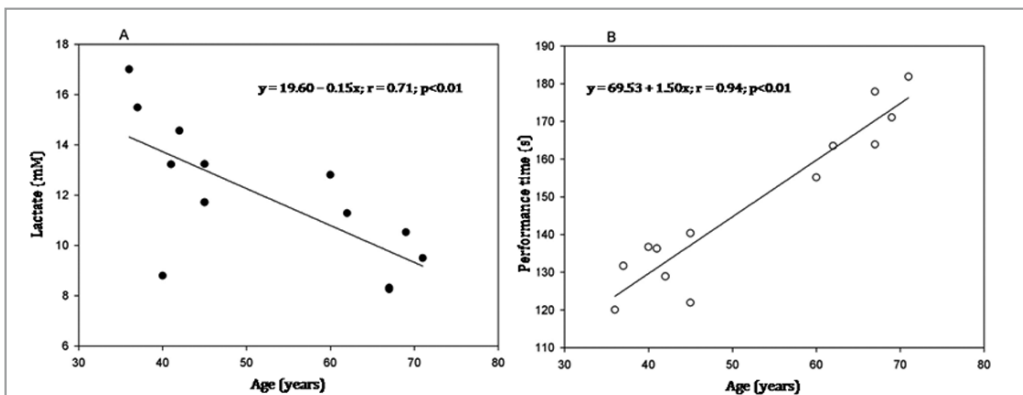 A
18
16
14
12
10
8
6
30 40 50 60 70 80
Lactate (mM)
Age (years)
y = 19.60 – 0.15x; r = 0.71; p<0.01
B
190
180
170
160
150
140
130
120
110
30 40 50 60 70 80
Performance time (s)
Age (years)
y = 69.53 + 1.50x; r = 0.94; p<0.01